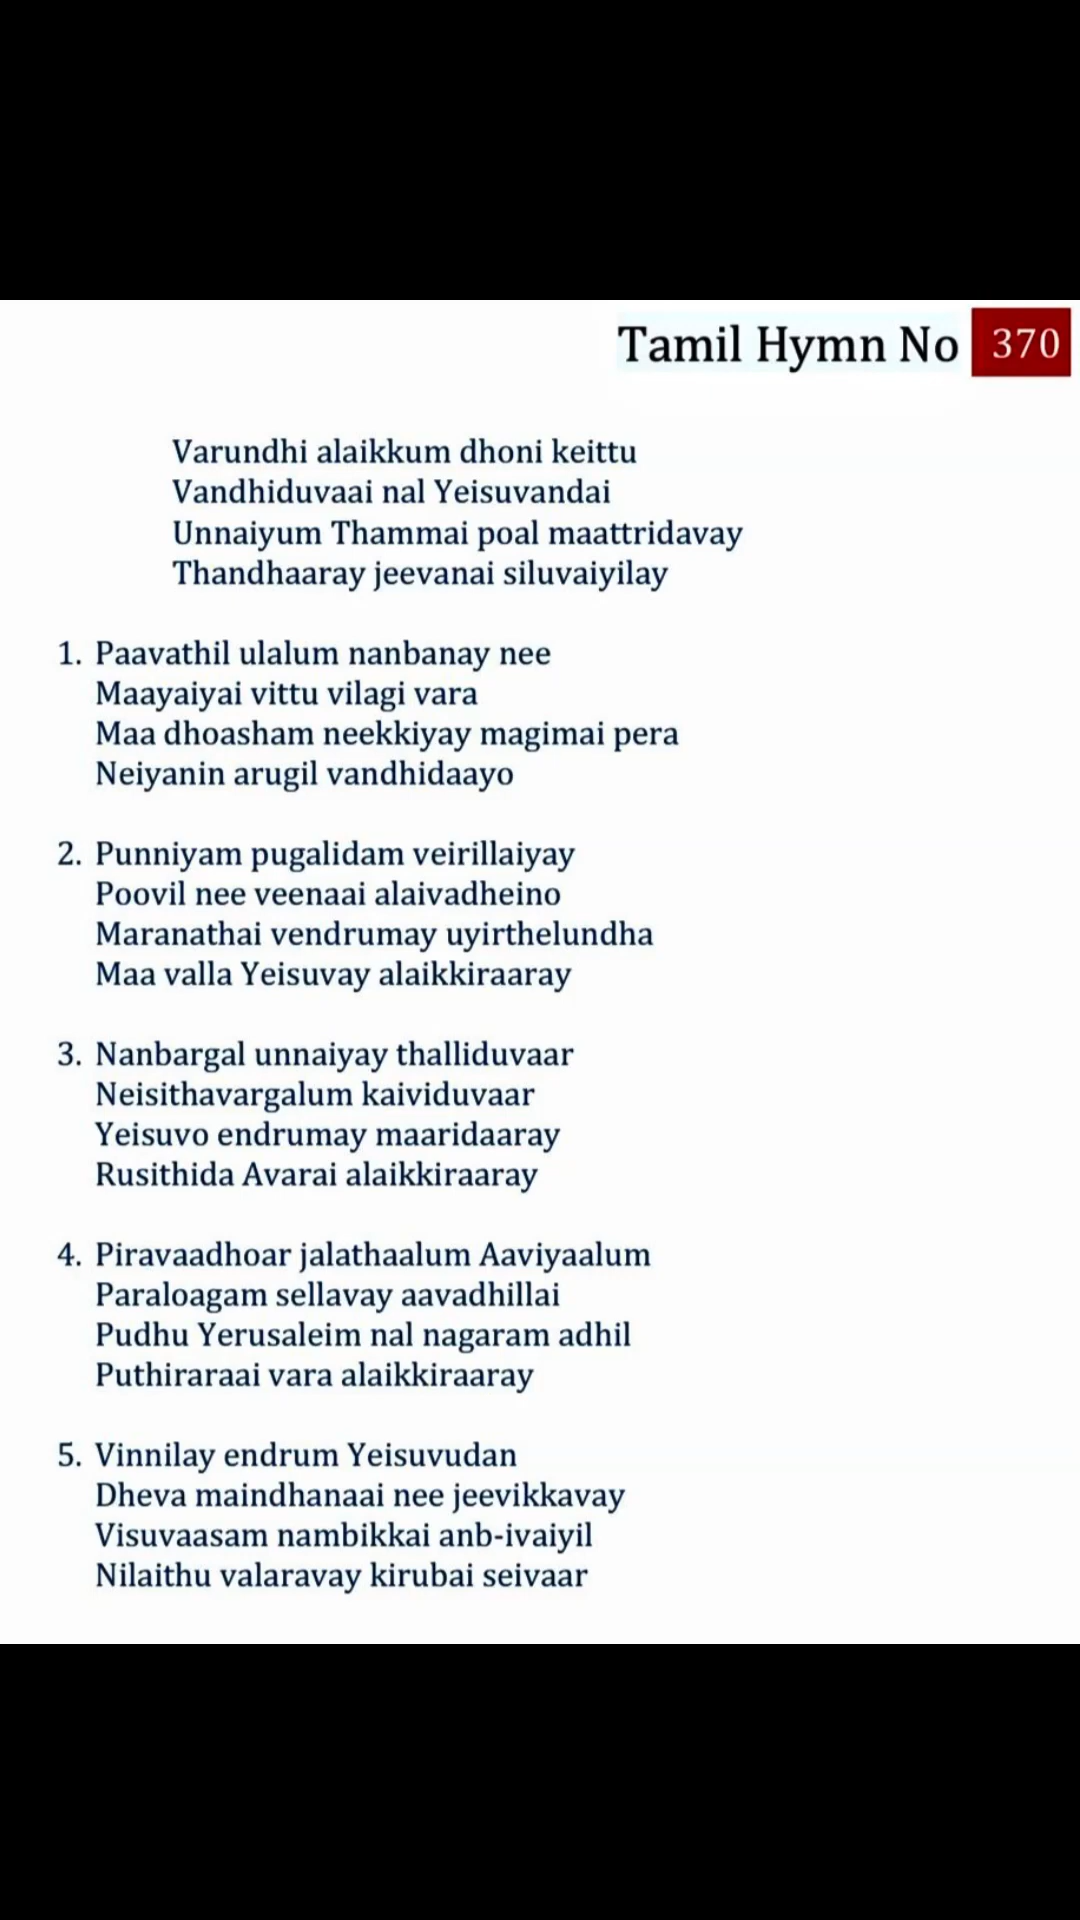 Tamil Hymn No 370
Varundhi alaikkum dhoni keittu
Vandhiduvaai nal Yeisuvandai
Unnaiyum Thammai poal maattridavay
Thandhaaray jeevanai siluvaiyilay
1. Paavathil ulalum nanbanay nee
Maayaiyai vittu vilagi vara
Maa dhoasham neekkiyay magimai pera
Neiyanin arugil vandhidaayo
2. Punniyam pugalidam veirillaiyay
Poovil nee veenaai alaivadheino
Maranathai vendrumay uyirthelundha
Maa valla Yeisuvay alaikkiraaray
3. Nanbargal unnaiyay thalliduvaar
Neisithavargalum kaividuvaar
Yeisuvo endrumay maaridaaray
Rusithida Avarai alaikkiraaray
4. Piravaadhoar jalathaalum Aaviyaalum
Paraloagam sellavay aavadhillai
Pudhu Yerusaleim nal nagaram adhil
Puthiraraai vara alaikkiraaray
5. Vinnilay endrum Yeisuvudan
Dheva maindhanaai nee jeevikkavay
Visuvaasam nambikkai anb-ivaiyil
Nilaithu valaravay kirubai seivaar